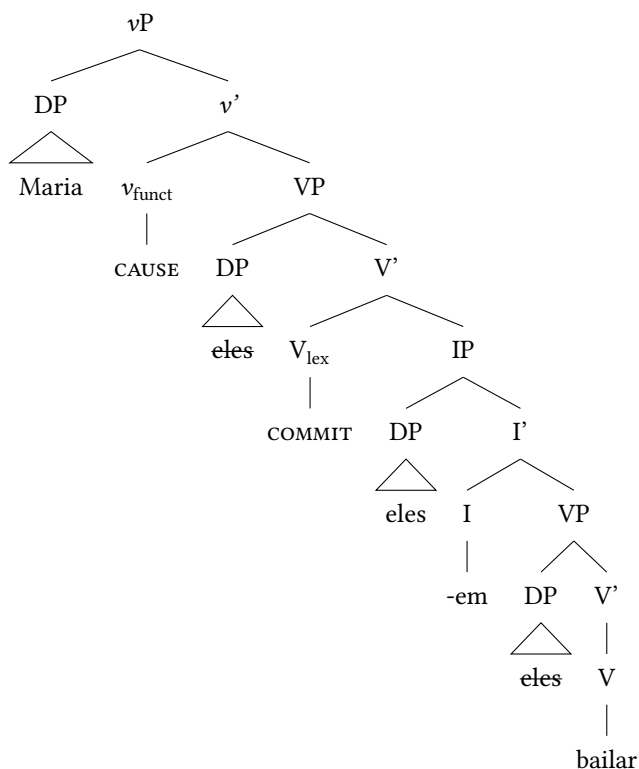 vP
DP v'
Maria v_funct VP
CAUSE DP V'
eles V_lex IP
COMMIT DP I'
eles I VP
-em DP V'
eles V
bailar